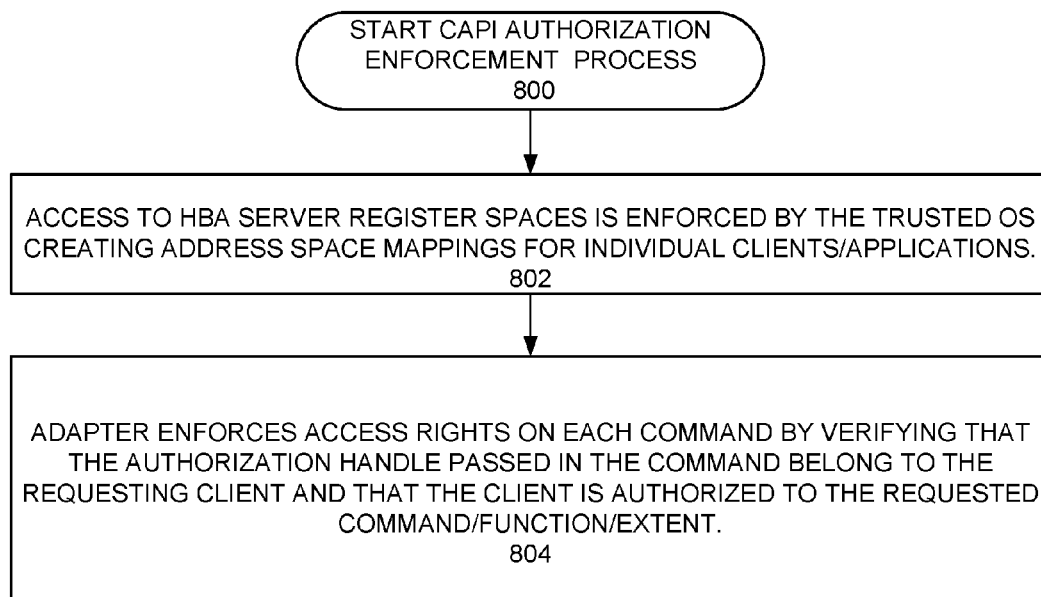 START CAPI AUTHORIZATION
ENFORCEMENT PROCESS
800
ACCESS TO HBA SERVER REGISTER SPACES IS ENFORCED BY THE TRUSTED OS
CREATING ADDRESS SPACE MAPPINGS FOR INDIVIDUAL CLIENTS/APPLICATIONS.
802
ADAPTER ENFORCES ACCESS RIGHTS ON EACH COMMAND BY VERIFYING THAT
THE AUTHORIZATION HANDLE PASSED IN THE COMMAND BELONG TO THE
REQUESTING CLIENT AND THAT THE CLIENT IS AUTHORIZED TO THE REQUESTED
COMMAND/FUNCTION/EXTENT.
804